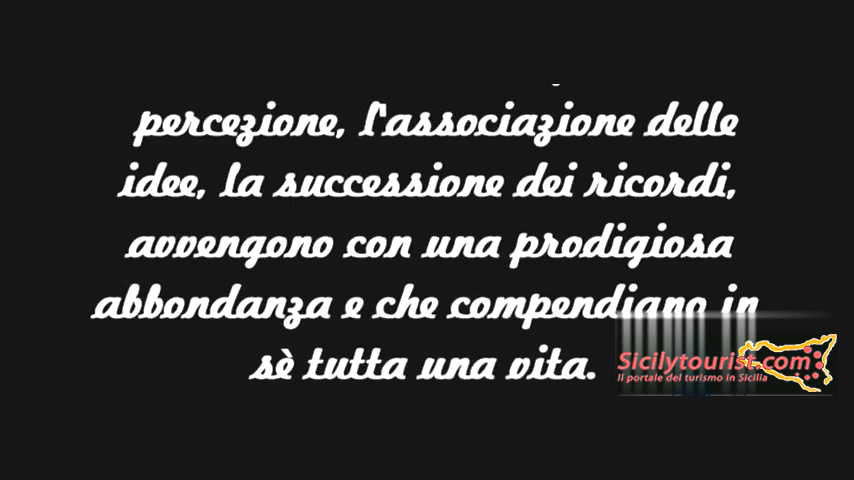 percezione, l'associazione delle
idee, la successione dei ricordi,
avvengono con una prodigiosa
abbondanza e che compendiano in
sè tutta una vita.
Sicilytourist.com
Il portale del turismo in Sicilia